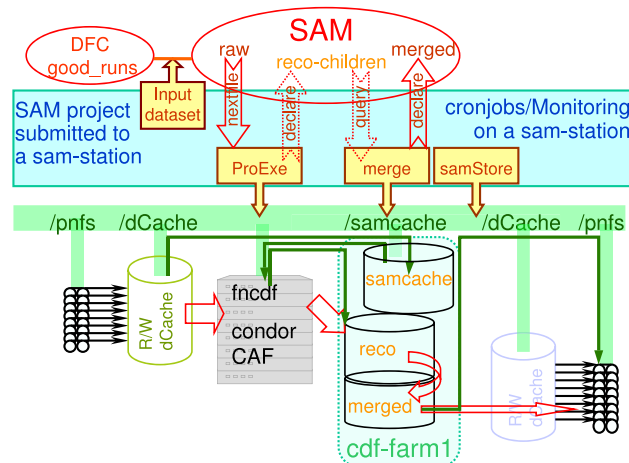 SAM
DFC
good_runs
raw
reco-children
merged
Input
dataset
nextfile
declare
query
declare
SAM project
submitted to
a sam-station
cronjobs/Monitoring
on a sam-station
ProExe
merge
samStore
/pnfs
/dCache
/samcache
/dCache
/pnfs
samcache
R/W
dCache
fncdf
condor
CAF
reco
merged
R/W
dcache
cdf-farm1